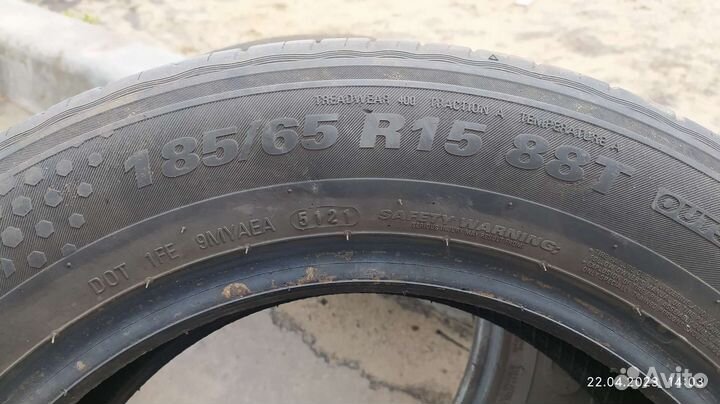 TREADWEAR 400 TRACTION A TEMPERATURE A
185/65 R15 88T
DOT 1FE 9MYAEA 5121
SAFETY WARNING:
22.04.2023, 14:03
Avito